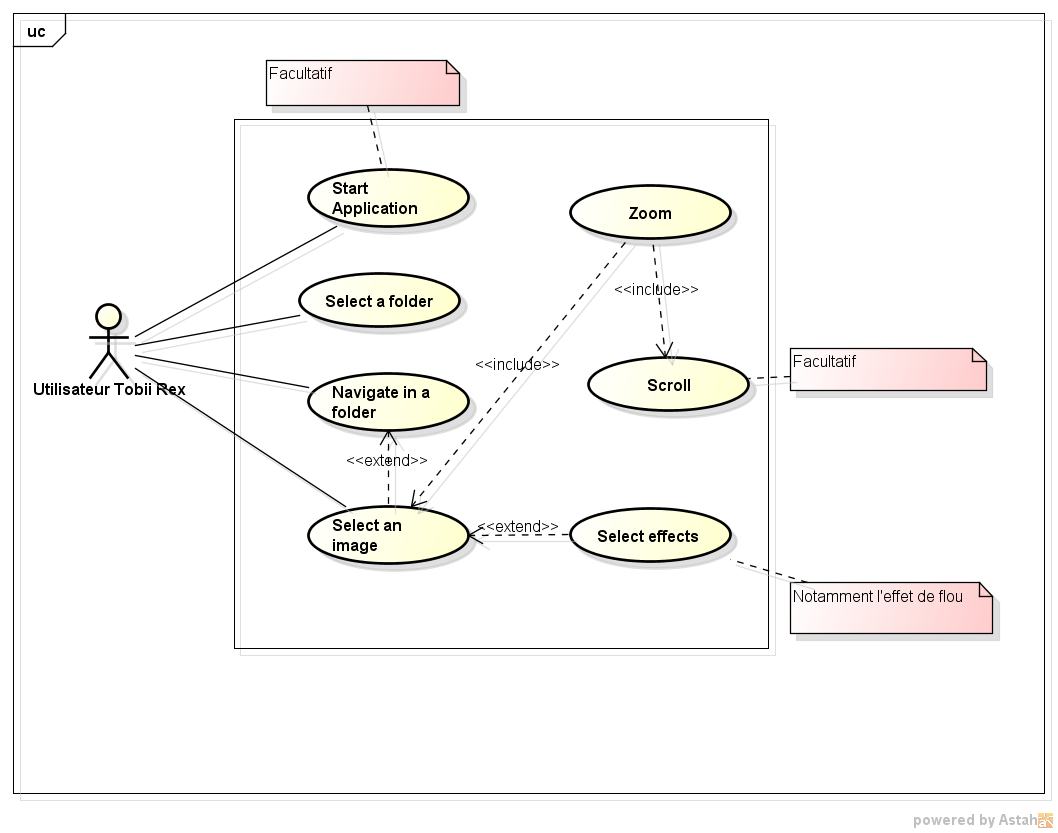 uc
Facultatif
Start
Application
Zoom
<<include>>
Select a folder
Utilisateur Tobii Rex
Navigate in a
folder
<<include>>
Scroll
Facultatif
<<extend>>
Select an
image
<<extend>>
Select effects
Notamment l'effet de flou
powered by Astah